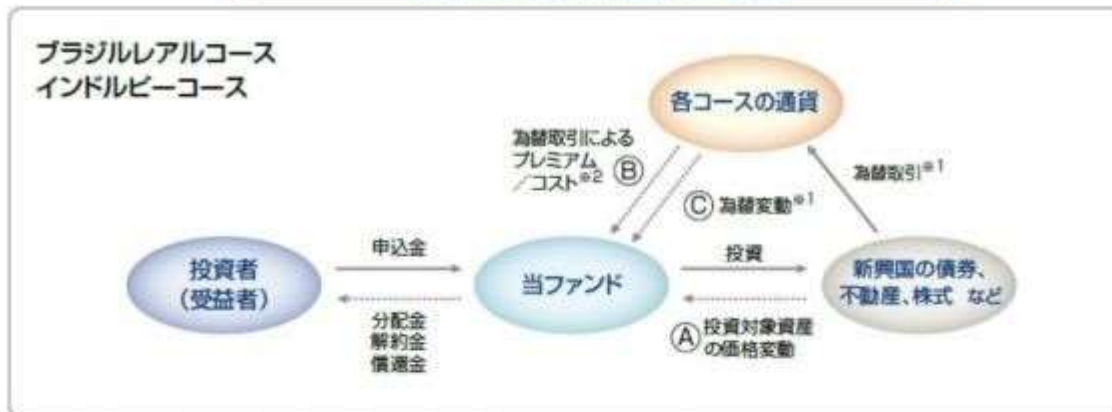 ブラジルレアルコース
インドルピーコース
各コースの通貨
為替取引による
プレミアム
／コスト※2
Ⓑ
為替取引※1
Ⓒ 為替変動※1
投資者
（受益者）
申込金
分配金
解約金
償還金
当ファンド
投資
Ⓐ 投資対象資産
の価格変動
新興国の債券、
不動産、株式 など